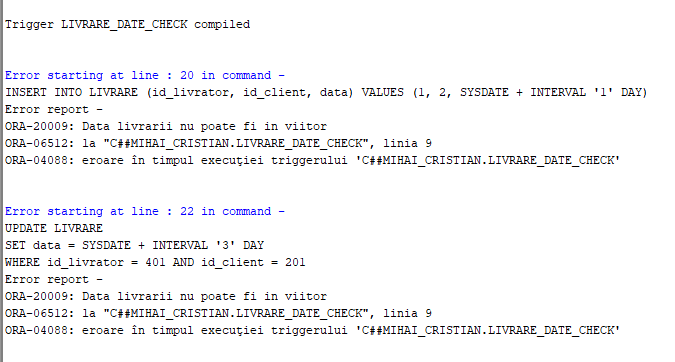 Trigger LIVRARE_DATE_CHECK compiled
Error starting at line : 20 in command -
INSERT INTO LIVRARE (id_livrator, id_client, data) VALUES (1, 2, SYSDATE + INTERVAL '1' DAY)
Error report -
ORA-20009: Data livrarii nu poate fi in viitor
ORA-06512: la "C##MIHAI_CRISTIAN.LIVRARE_DATE_CHECK", linia 9
ORA-04088: eroare în timpul execuţiei triggerului 'C##MIHAI_CRISTIAN.LIVRARE_DATE_CHECK'
Error starting at line : 22 in command -
UPDATE LIVRARE
SET data = SYSDATE + INTERVAL '3' DAY
WHERE id_livrator = 401 AND id_client = 201
Error report -
ORA-20009: Data livrarii nu poate fi in viitor
ORA-06512: la "C##MIHAI_CRISTIAN.LIVRARE_DATE_CHECK", linia 9
ORA-04088: eroare în timpul execuţiei triggerului 'C##MIHAI_CRISTIAN.LIVRARE_DATE_CHECK'